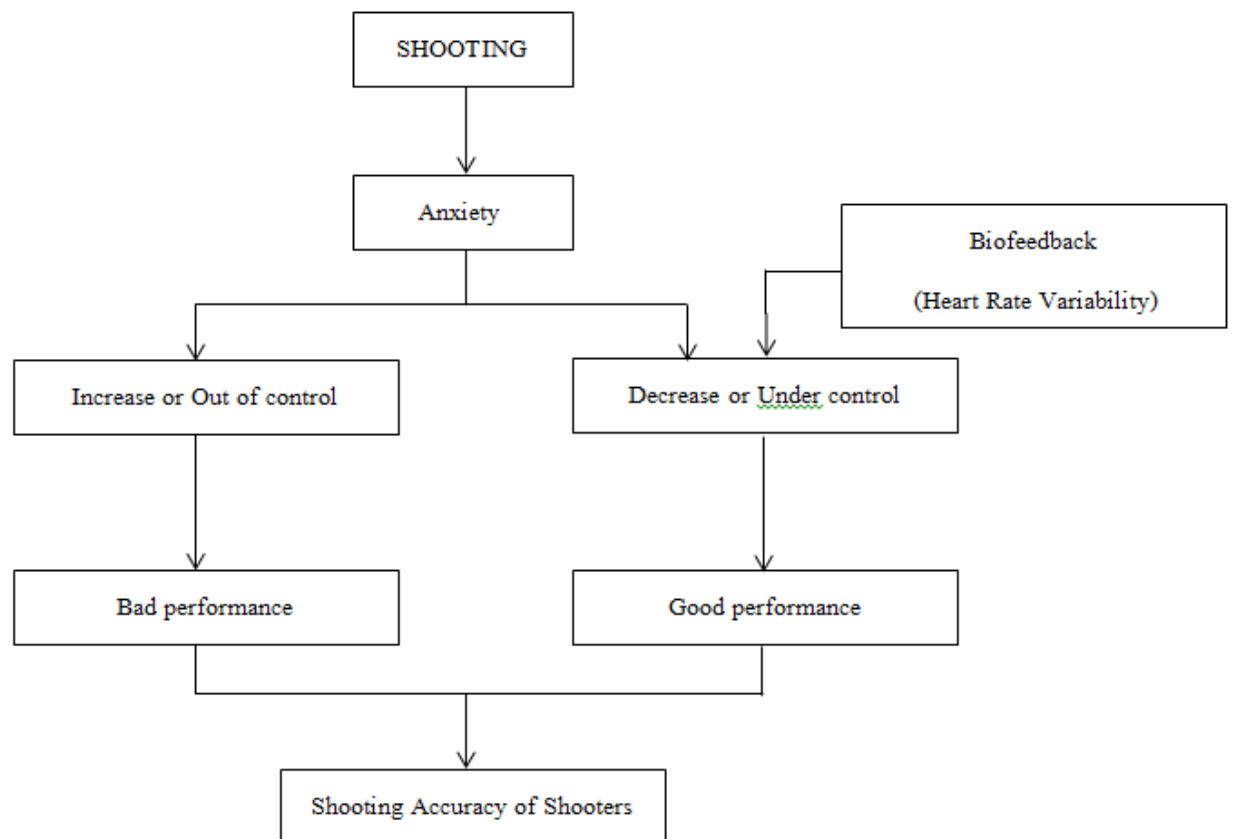 SHOOTING
Anxiety
Biofeedback
(Heart Rate Variability)
Increase or Out of control
Decrease or Under control
Bad performance
Good performance
Shooting Accuracy of Shooters